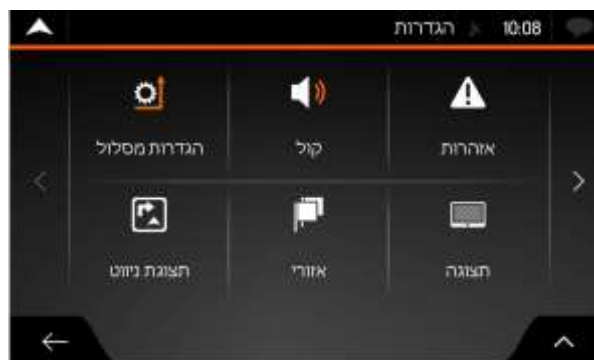 10:08 הגדרות
אזהרות
קול
הגדרות מסלול
תצוגה
אזורי
תצוגת ניווט